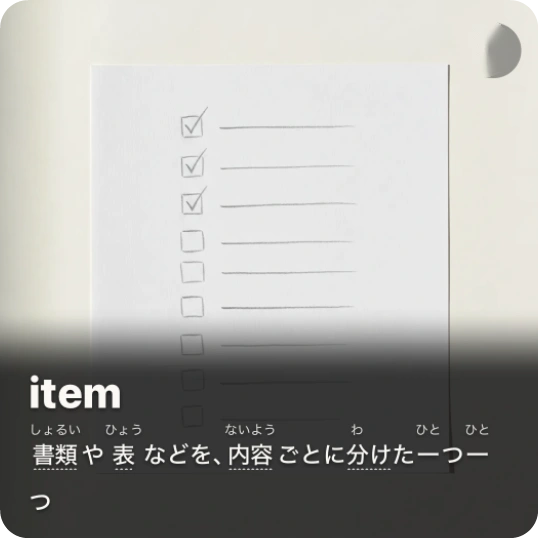 item
しょるい ひょう ないよう わ ひと ひと
書類や表などを、内容ごとに分けた一つ一
つ